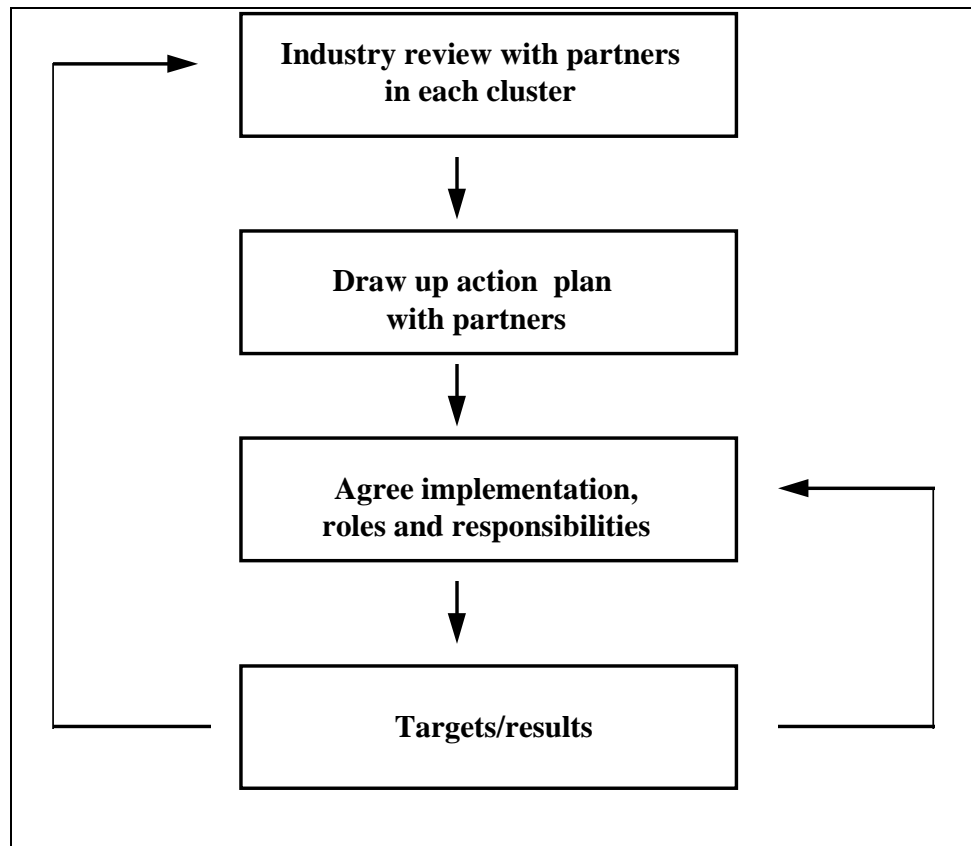 Industry review with partners
in each cluster
Draw up action plan
with partners
Agree implementation,
roles and responsibilities
Targets/results